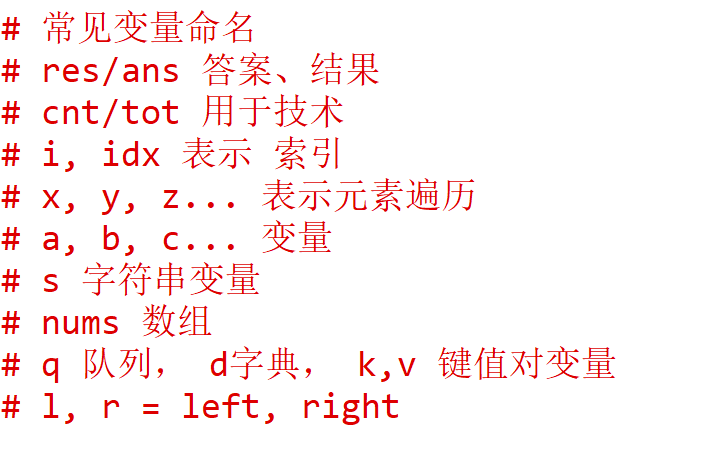 # 常见变量命名
# res/ans 答案、结果
# cnt/tot 用于技术
# i, idx 表示 索引
# x, y, z... 表示元素遍历
# a, b, c... 变量
# s 字符串变量
# nums 数组
# q 队列， d字典， k,v 键值对变量
# l, r = left, right